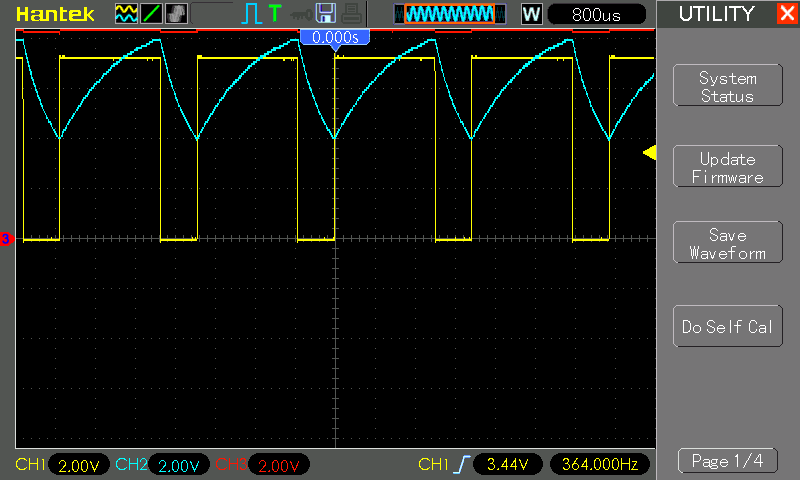 Hantek
T
W
800us
UTILITY
X
0.000s
System
Status
Update
Firmware
Save
Waveform
Do Self Cal
3
CH1 2.00V CH2 2.00V CH3 2.00V CH1 3.44V 364.000Hz
Page 1/4